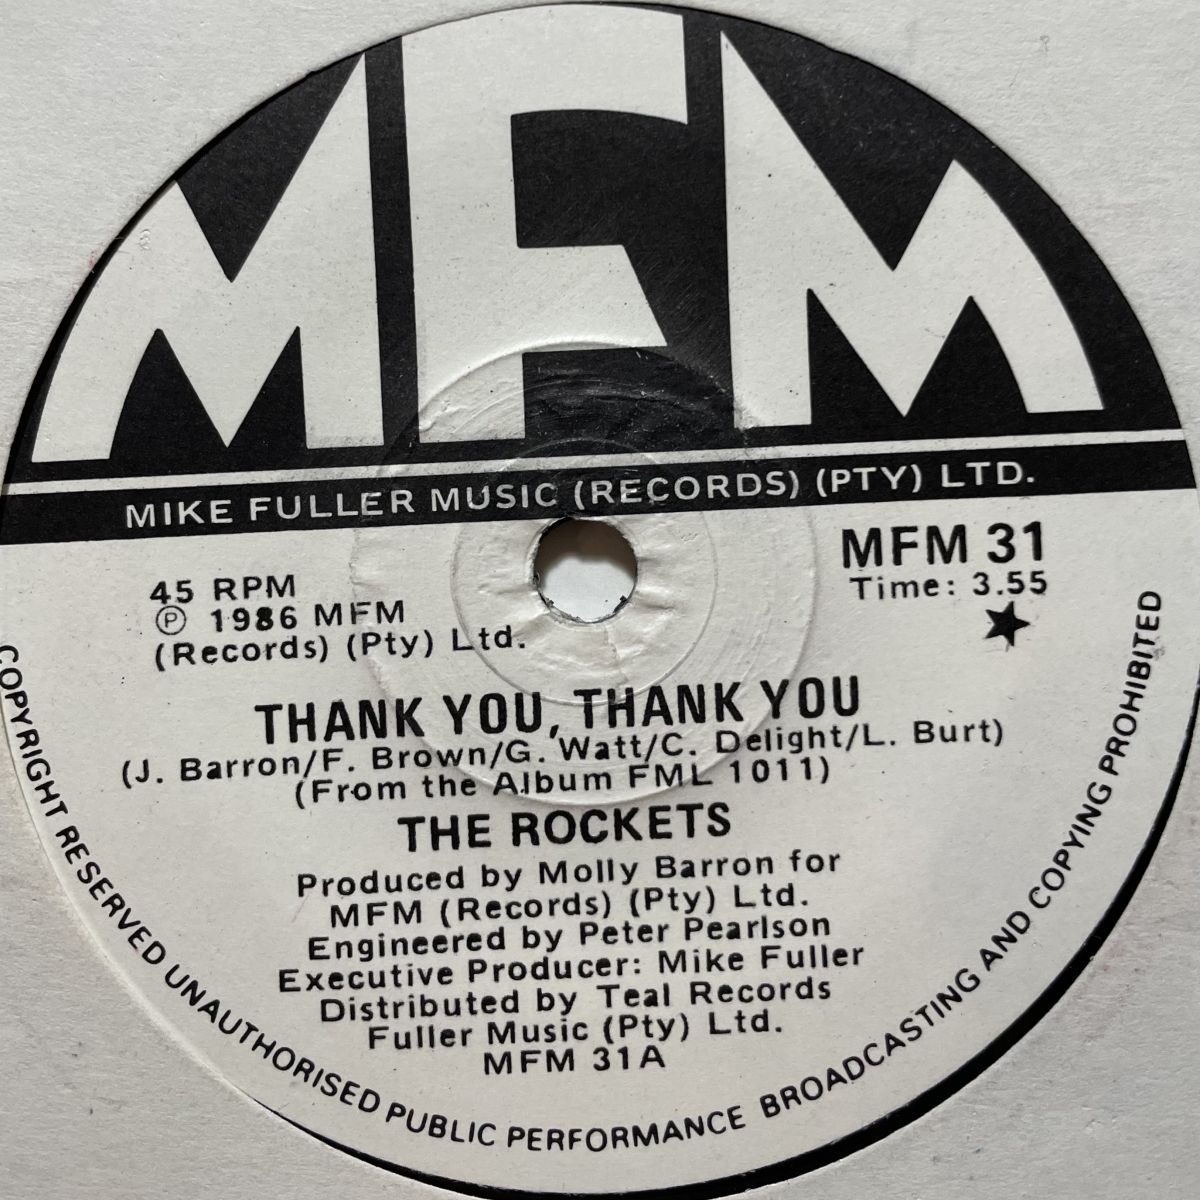 MFM
MIKE FULLER MUSIC (RECORDS) (PTY) LTD.
MFM 31
Time: 3.55
★
45 RPM
Ⓟ 1986 MFM
(Records) (Pty) Ltd.
THANK YOU, THANK YOU
(J. Barron/F. Brown/G. Watt/C. Delight/L. Burt)
(From the Album FML 1011)
THE ROCKETS
Produced by Molly Barron for
MFM (Records) (Pty) Ltd.
Engineered by Peter Pearlson
Executive Producer: Mike Fuller
Distributed by Teal Records
Fuller Music (Pty) Ltd.
MFM 31A
COPYRIGHT RESERVED UNAUTHORISED PUBLIC PERFORMANCE BROADCASTING AND COPYING PROHIBITED